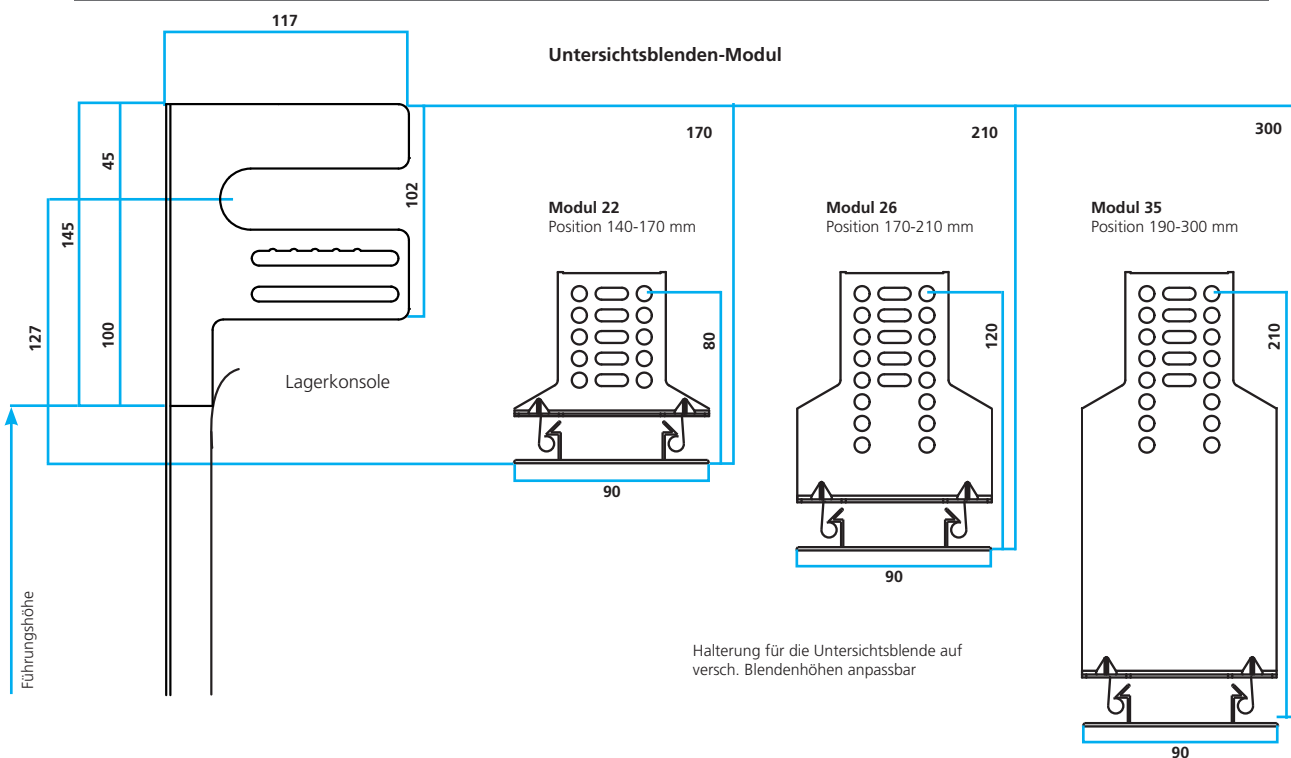 117
Untersichtsblenden-Modul
170
210
300
45
102
145
127
100
Modul 22
Position 140-170 mm
Modul 26
Position 170-210 mm
Modul 35
Position 190-300 mm
80
120
210
Lagerkonsole
90
90
90
Führungshöhe
Halterung für die Untersichtsblende auf
versch. Blendenhöhen anpassbar